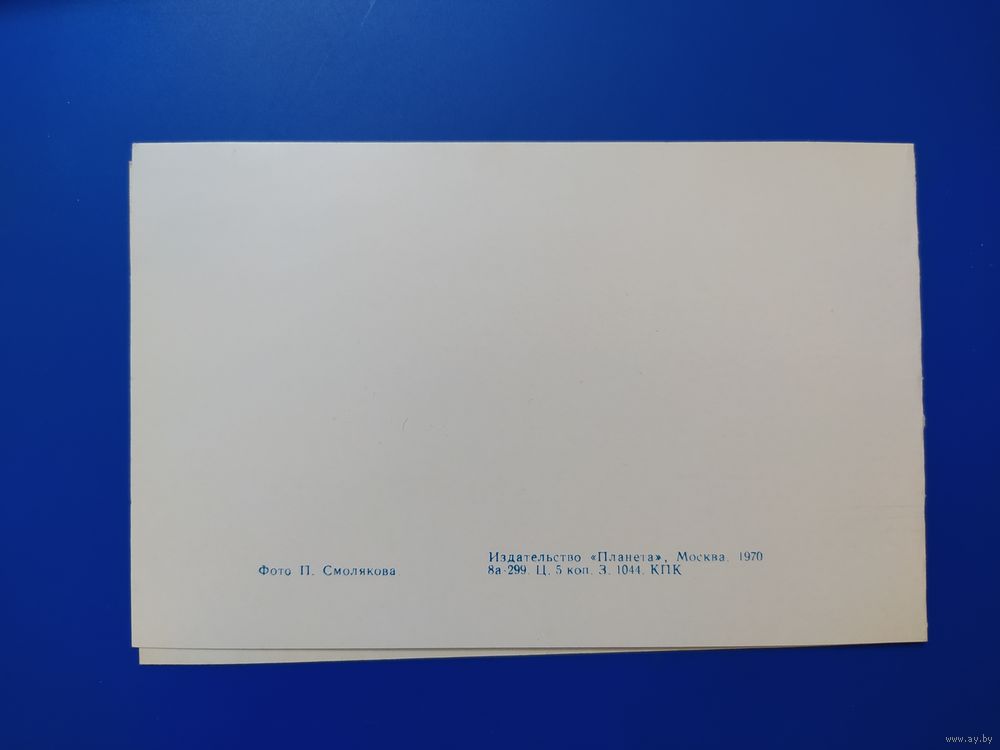 Фото П. Смолякова
Издательство «Планета», Москва, 1970
8а-299. Ц. 5 коп. З. 1044. КПК
www.ay.by